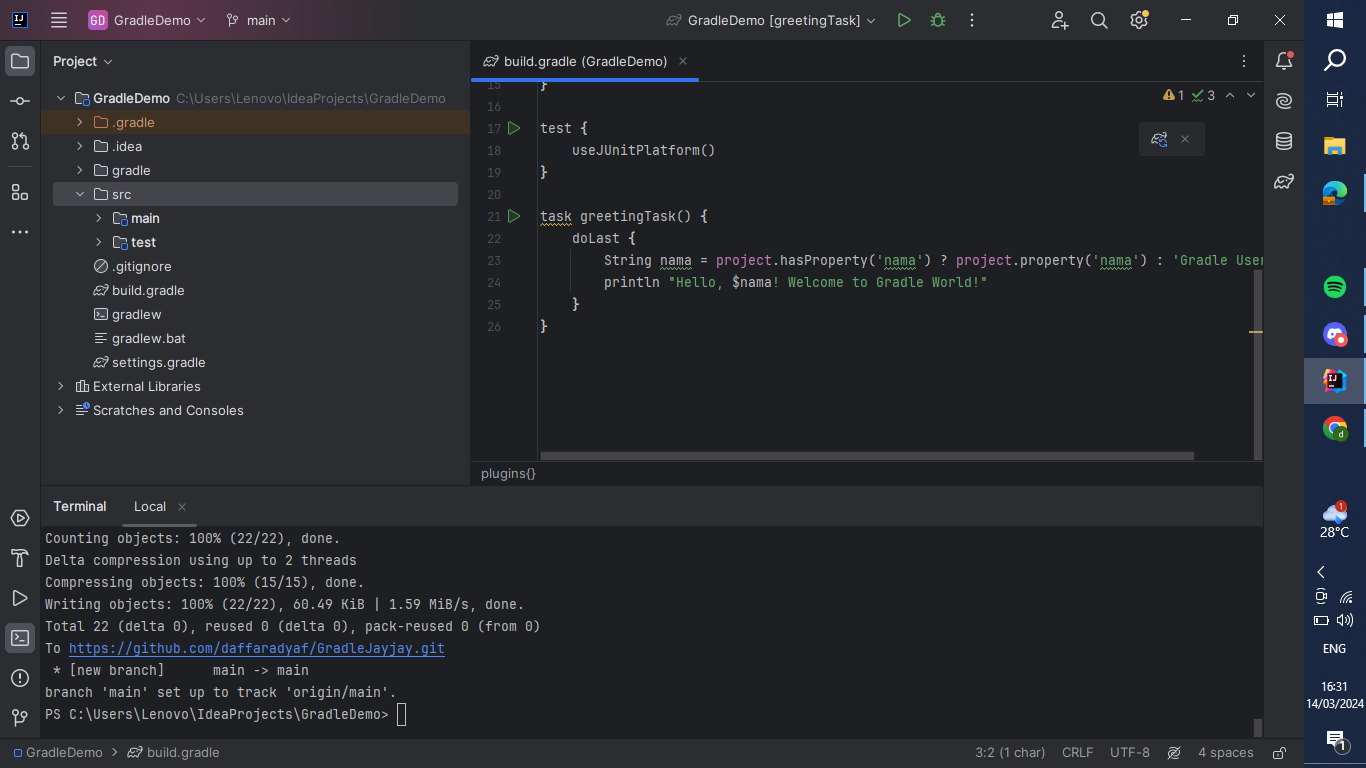 GD GradleDemo main GradleDemo [greetingTask]
Project
GradleDemo C:\Users\Lenovo\IdeaProjects\GradleDemo
.gradle
.idea
gradle
src
main
test
.gitignore
build.gradle
gradlew
gradlew.bat
settings.gradle
External Libraries
Scratches and Consoles
build.gradle (GradleDemo)
1 3
15 }
16
17 test {
18 useJUnitPlatform()
19 }
20
21 task greetingTask() {
22 doLast {
23 String nama = project.hasProperty('nama') ? project.property('nama') : 'Gradle User
24 println "Hello, $nama! Welcome to Gradle World!"
25 }
26 }
plugins{}
Terminal Local
Counting objects: 100% (22/22), done.
Delta compression using up to 2 threads
Compressing objects: 100% (15/15), done.
Writing objects: 100% (22/22), 60.49 KiB | 1.59 MiB/s, done.
Total 22 (delta 0), reused 0 (delta 0), pack-reused 0 (from 0)
To https://github.com/daffaradyaf/GradleJayjay.git
* [new branch] main -> main
branch 'main' set up to track 'origin/main'.
PS C:\Users\Lenovo\IdeaProjects\GradleDemo>
GradleDemo > build.gradle
3:2 (1 char) CRLF UTF-8 4 spaces
IJ
d
1
28°C
ENG
16:31
14/03/2024
1